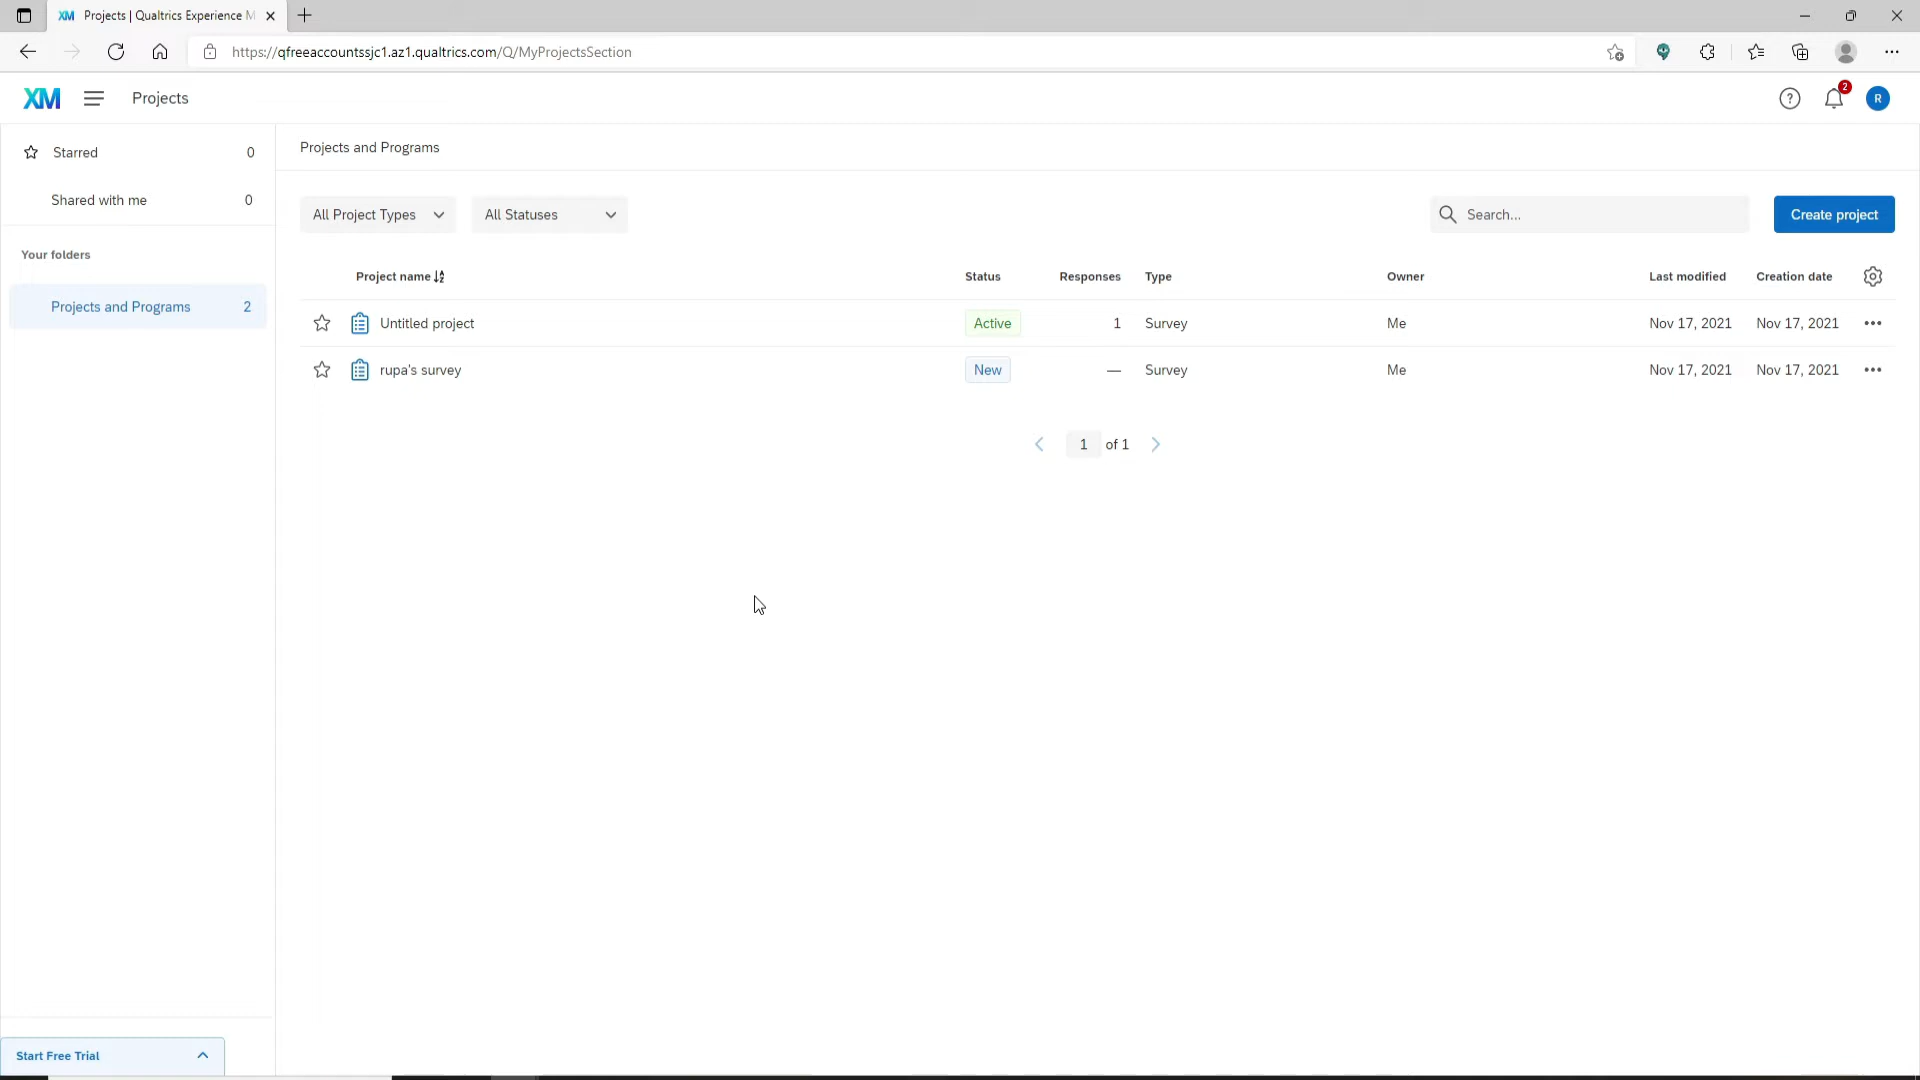 Projects | Qualtrics Experience M
https://qfreeaccountssjc1.az1.qualtrics.com/Q/MyProjectsSection
XM Projects ? 2 R
Starred 0
Shared with me 0
Your folders
Projects and Programs 2
Projects and Programs
All Project Types All Statuses Search... Create project
Project name Status Responses Type Owner Last modified Creation date
Untitled project Active 1 Survey Me Nov 17, 2021 Nov 17, 2021 •••
rupa's survey New — Survey Me Nov 17, 2021 Nov 17, 2021 •••
1 of 1
Start Free Trial